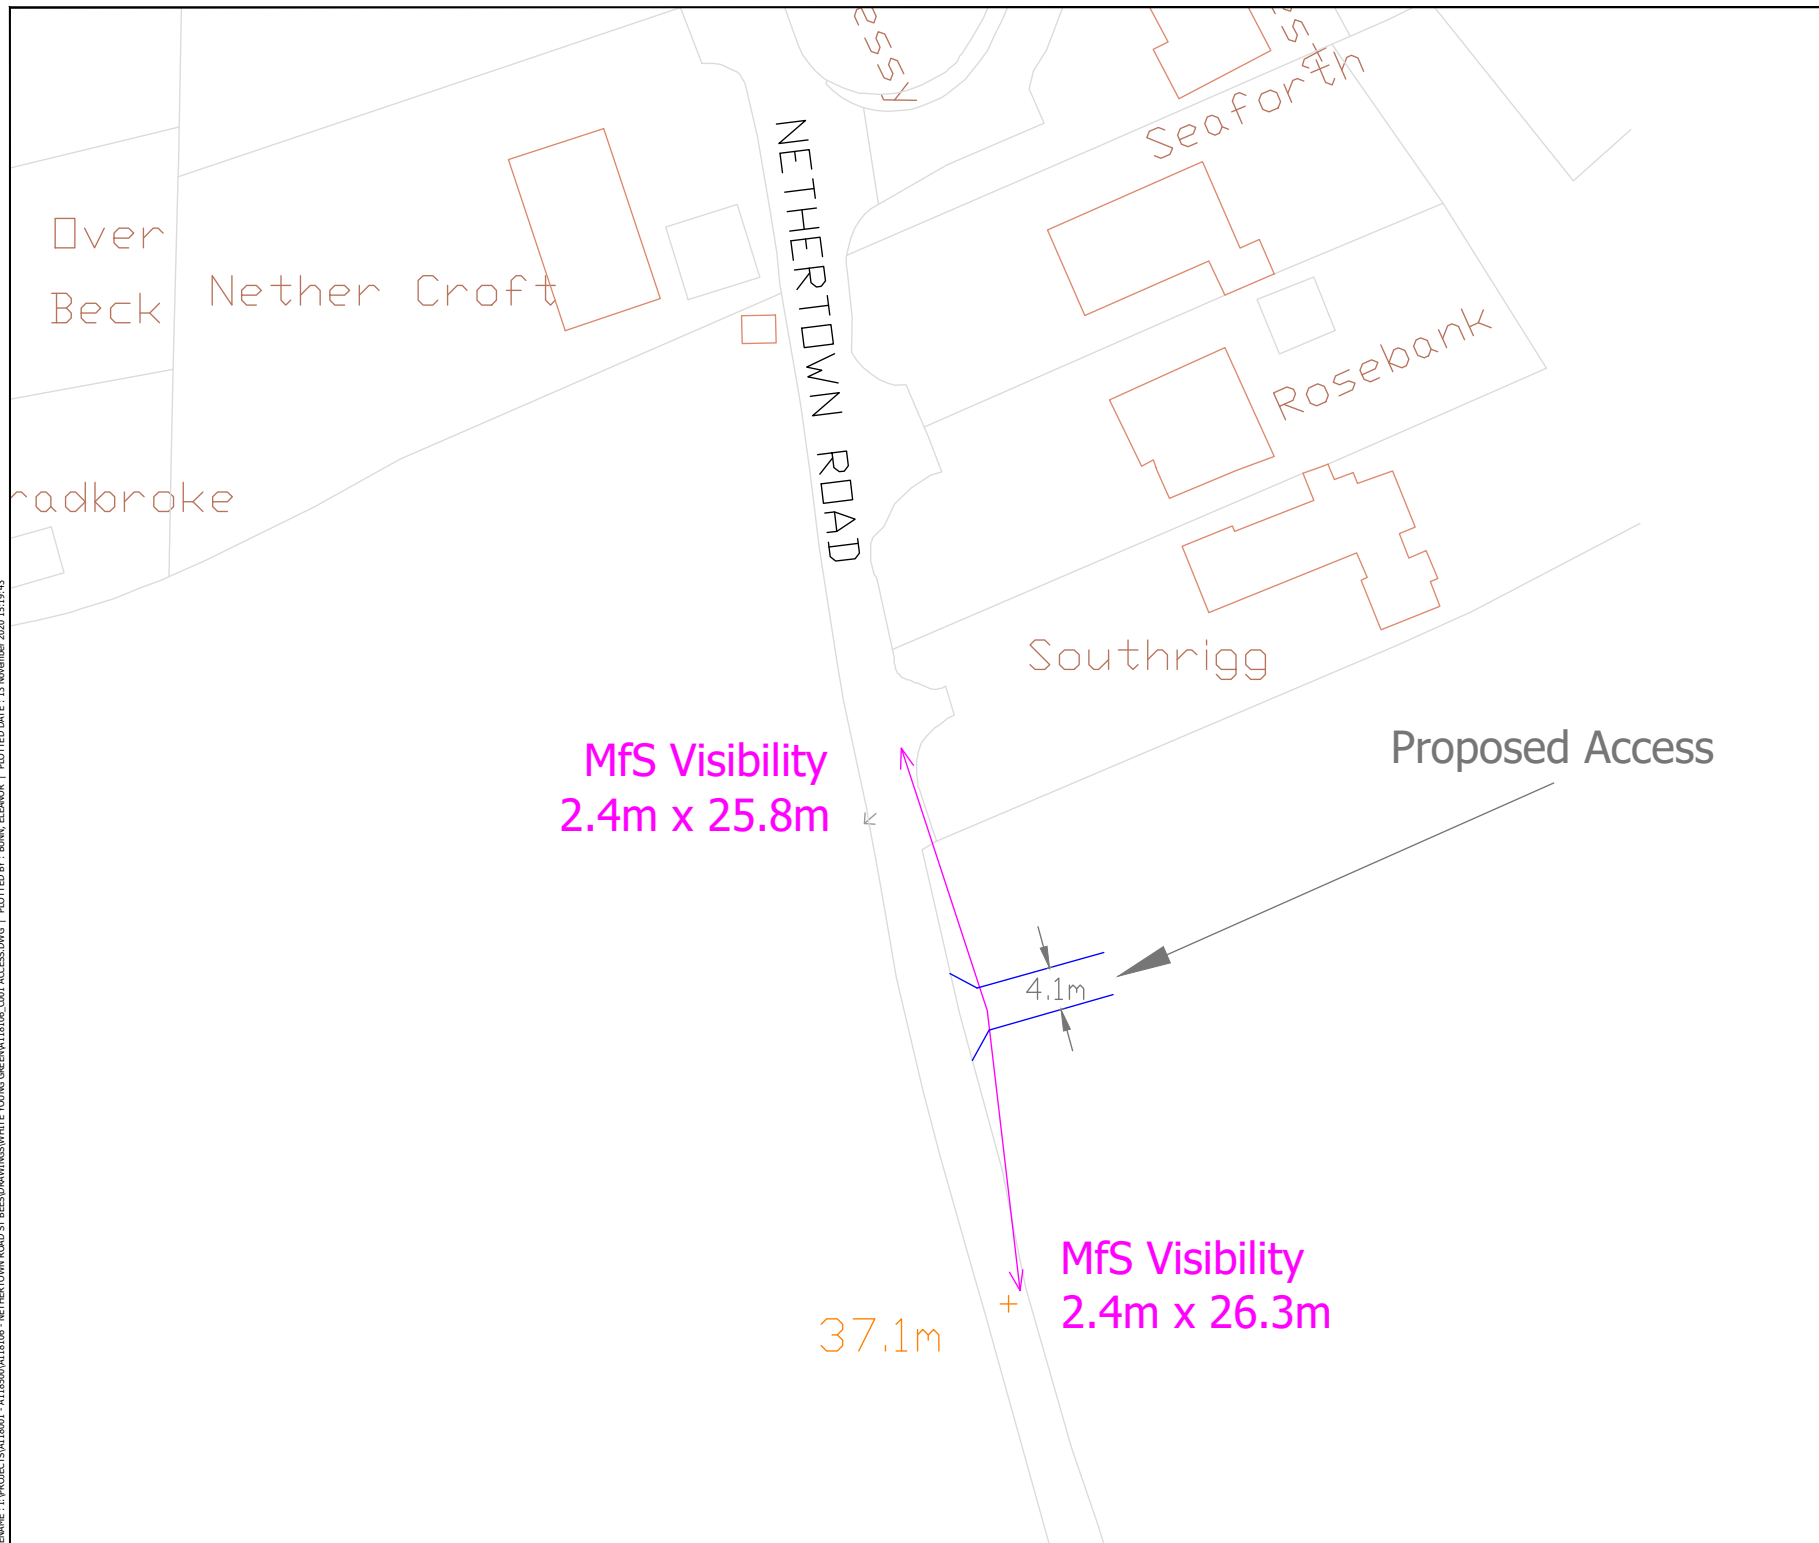 essy
Seaforth
NETHERTOWN ROAD
Over
Beck
Nether Croft
Rosebank
radbroke
Southrigg
Proposed Access
MfS Visibility
2.4m x 25.8m
4.1m
MfS Visibility
2.4m x 26.3m
37.1m